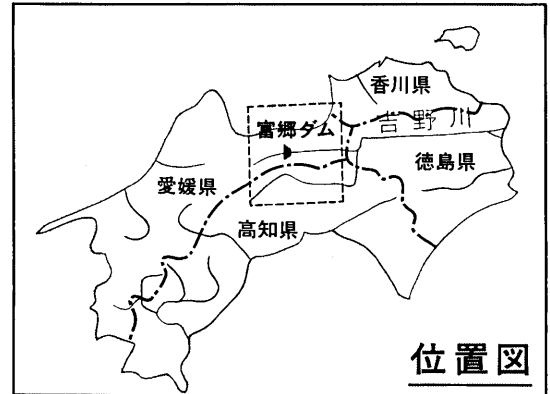 香川県
吉野川
富郷ダム
徳島県
愛媛県
高知県
位置図